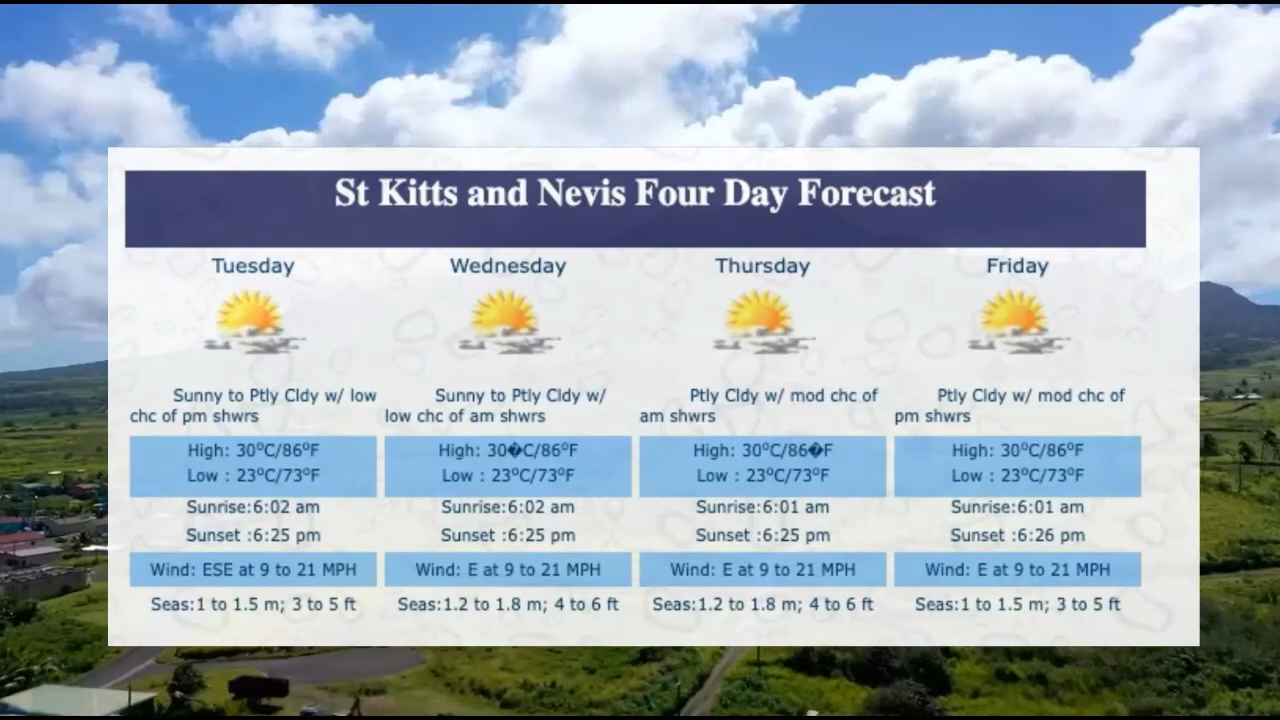 St Kitts and Nevis Four Day Forecast
Tuesday
Wednesday
Thursday
Friday
Sunny to Ptly Cldy w/ low
chc of pm shwrs
Sunny to Ptly Cldy w/
low chc of am shwrs
Ptly Cldy w/ mod chc of
am shwrs
Ptly Cldy w/ mod chc of
pm shwrs
High: 30ºC/86ºF
Low : 23ºC/73ºF
High: 30�C/86ºF
Low : 23ºC/73ºF
High: 30ºC/86�F
Low : 23ºC/73ºF
High: 30ºC/86ºF
Low : 23ºC/73ºF
Sunrise:6:02 am
Sunset :6:25 pm
Sunrise:6:02 am
Sunset :6:25 pm
Sunrise:6:01 am
Sunset :6:25 pm
Sunrise:6:01 am
Sunset :6:26 pm
Wind: ESE at 9 to 21 MPH
Wind: E at 9 to 21 MPH
Wind: E at 9 to 21 MPH
Wind: E at 9 to 21 MPH
Seas:1 to 1.5 m; 3 to 5 ft
Seas:1.2 to 1.8 m; 4 to 6 ft
Seas:1.2 to 1.8 m; 4 to 6 ft
Seas:1 to 1.5 m; 3 to 5 ft